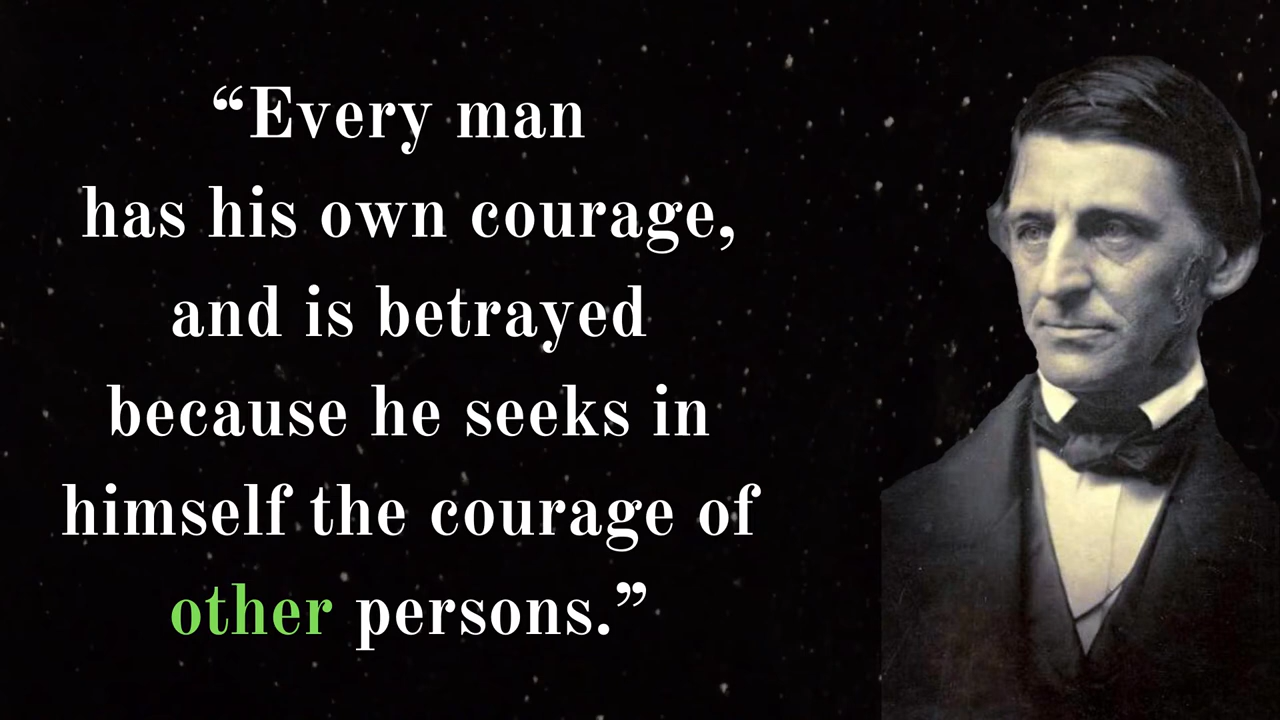 “Every man
has his own courage,
and is betrayed
because he seeks in
himself the courage of
other persons.”